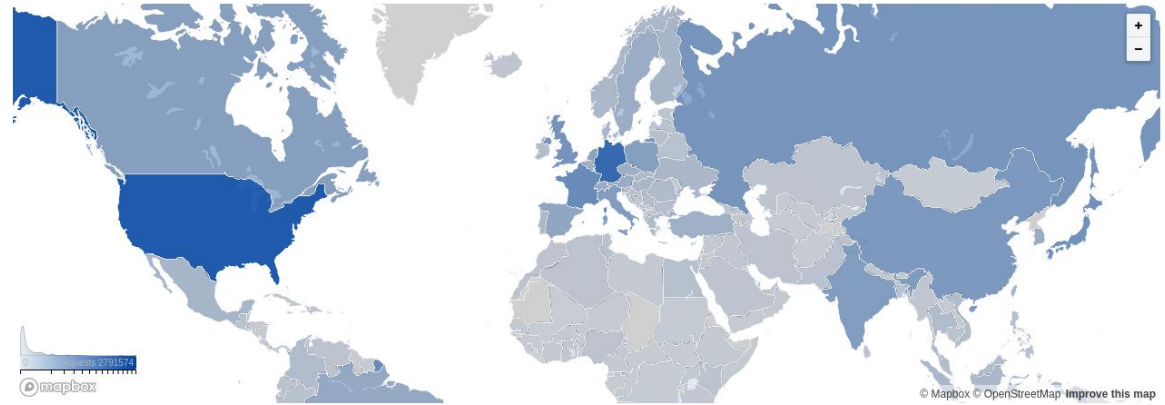 +
−
0 requests 2791574
mapbox
© Mapbox © OpenStreetMap Improve this map